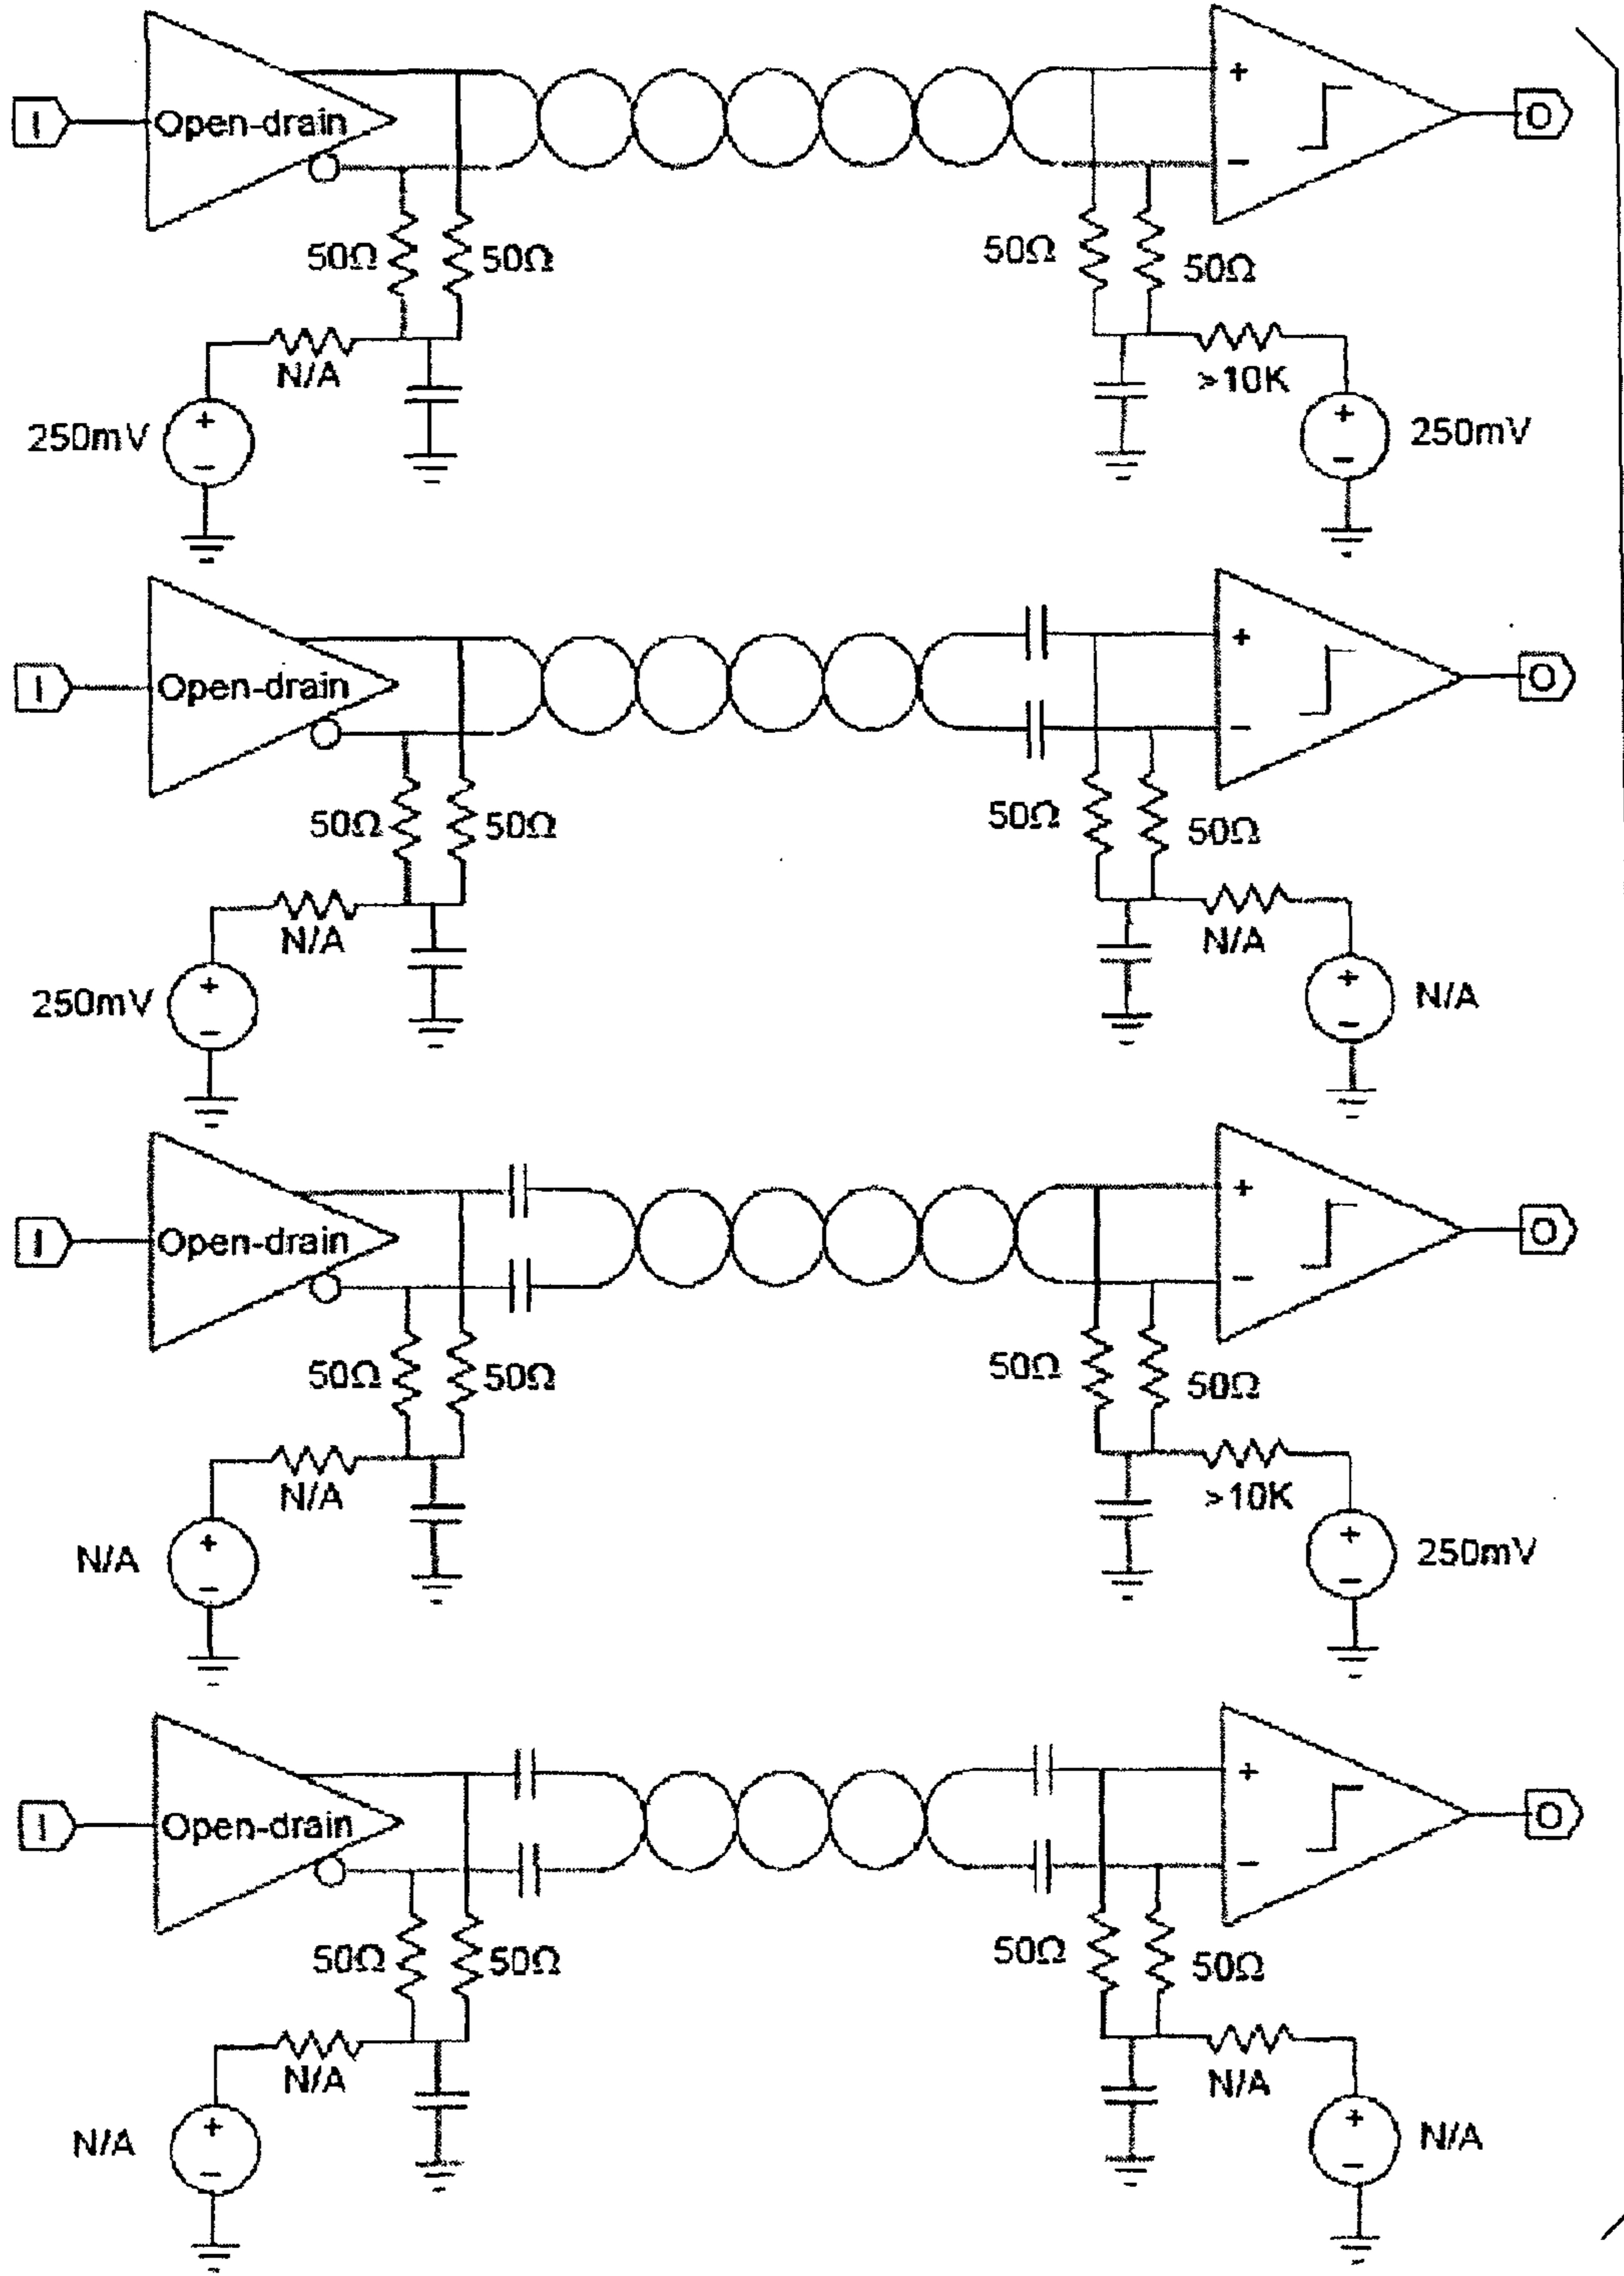 I Open-drain + − O
50Ω 50Ω 50Ω 50Ω
N/A >10K
250mV + − + − 250mV
I Open-drain + − O
50Ω 50Ω 50Ω 50Ω
N/A N/A
250mV + − + − N/A
I Open-drain + − O
50Ω 50Ω 50Ω 50Ω
N/A >10K
N/A + − + − 250mV
I Open-drain + − O
50Ω 50Ω 50Ω 50Ω
N/A N/A
N/A + − + − N/A